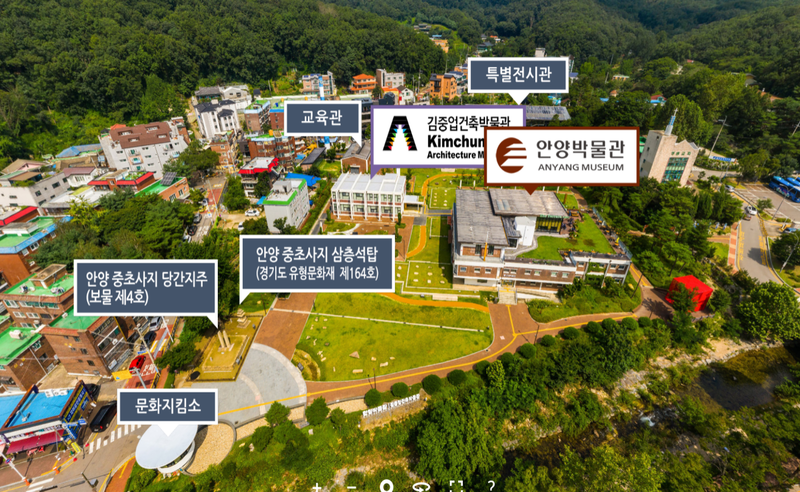 특별전시관
교육관
김중업건축박물관
Kimchun
Architecture M
안양박물관
ANYANG MUSEUM
안양 중초사지 삼층석탑
(경기도 유형문화재 제164호)
안양 중초사지 당간지주
(보물 제4호)
문화지킴소
?